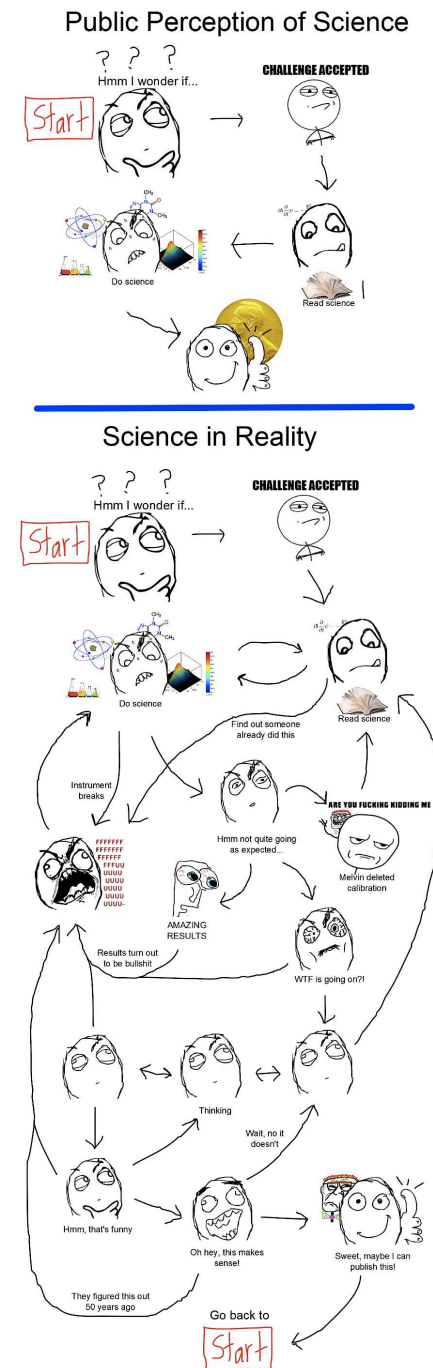 Public Perception of Science
? ? ?
Hmm I wonder if...
CHALLENGE ACCEPTED
Start
Do science
Read science
Science in Reality
? ? ?
Hmm I wonder if...
CHALLENGE ACCEPTED
Start
Do science
Read science
Find out someone
already did this
Instrument
breaks
ARE YOU FUCKING KIDDING ME
FFFFFFF
FFFFFFF
FFFFFF
FFFUU
UUUU
UUUU
UUUU
UUUU
UUUU-
Hmm not quite going
as expected...
Melvin deleted
calibration
AMAZING
RESULTS
Results turn out
to be bullshit
WTF is going on?!
Thinking
Wait, no it
doesn't
Hmm, that's funny
Oh hey, this makes
sense!
Sweet, maybe I can
publish this!
They figured this out
50 years ago
Go back to
Start